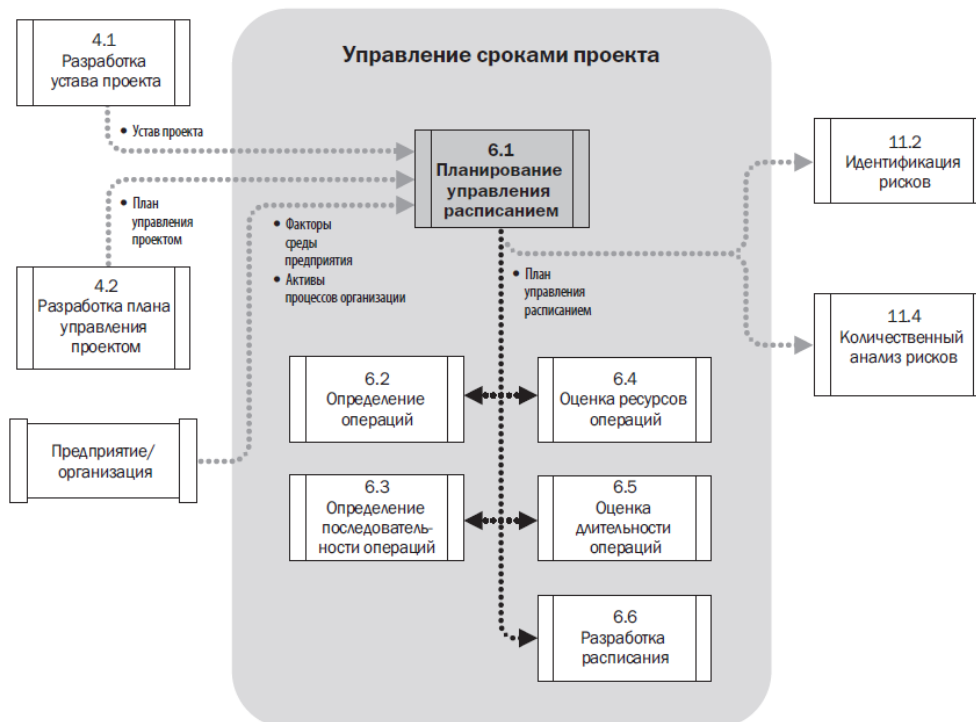 Управление сроками проекта
4.1
Разработка
устава проекта
• Устав проекта
6.1
Планирование
управления
расписанием
11.2
Идентификация
рисков
• План
управления
проектом
• Факторы
среды
предприятия
• Активы
процессов организации
• План
управления
расписанием
4.2
Разработка плана
управления
проектом
11.4
Количественный
анализ рисков
6.2
Определение
операций
6.4
Оценка ресурсов
операций
Предприятие/
организация
6.3
Определение
последователь-
ности операций
6.5
Оценка
длительности
операций
6.6
Разработка
расписания